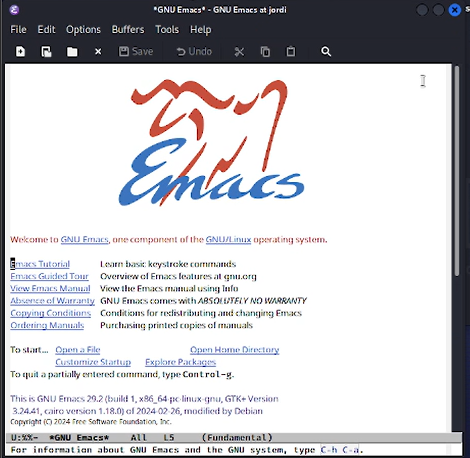 *GNU Emacs* - GNU Emacs at jordi
File Edit Options Buffers Tools Help
Save Undo
Emacs
Welcome to GNU Emacs, one component of the GNU/Linux operating system.
Emacs Tutorial Learn basic keystroke commands
Emacs Guided Tour Overview of Emacs features at gnu.org
View Emacs Manual View the Emacs manual using Info
Absence of Warranty GNU Emacs comes with ABSOLUTELY NO WARRANTY
Copying Conditions Conditions for redistributing and changing Emacs
Ordering Manuals Purchasing printed copies of manuals
To start... Open a File Open Home Directory
Customize Startup Explore Packages
To quit a partially entered command, type Control-g.
This is GNU Emacs 29.2 (build 1, x86_64-pc-linux-gnu, GTK+ Version
3.24.41, cairo version 1.18.0) of 2024-02-26, modified by Debian
Copyright (C) 2024 Free Software Foundation, Inc.
U:%%- *GNU Emacs* All L5 (Fundamental)
For information about GNU Emacs and the GNU system, type C-h C-a.